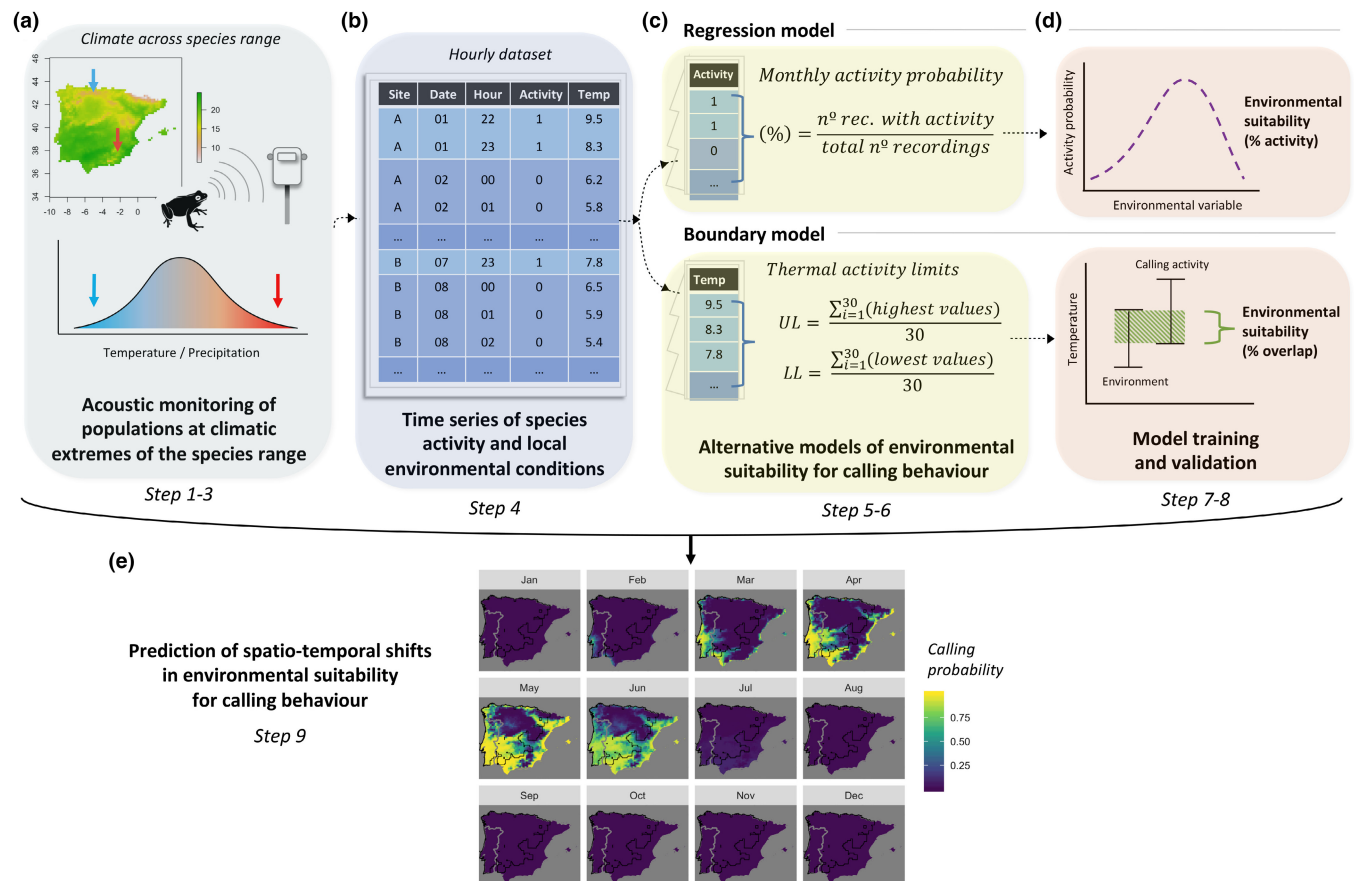 (a)
Climate across species range
46
44
42
40
38
36
34
-10 -8 -6 -4 -2 0
20
15
10
Temperature / Precipitation
Acoustic monitoring of
populations at climatic
extremes of the species range
Step 1-3
(b)
Hourly dataset
Site Date Hour Activity Temp
A 01 22 1 9.5
A 01 23 1 8.3
A 02 00 0 6.2
A 02 01 0 5.8
... ... ... ... ...
B 07 23 1 7.8
B 08 00 0 6.5
B 08 01 0 5.9
B 08 02 0 5.4
... ... ... ... ...
Time series of species
activity and local
environmental conditions
Step 4
(c)
Regression model
Activity
1
1
0
...
Monthly activity probability
(%) = nº rec. with activity / total nº recordings
Boundary model
Temp
9.5
8.3
7.8
...
Thermal activity limits
UL = ∑³⁰ᵢ₌₁(highest values) / 30
LL = ∑³⁰ᵢ₌₁(lowest values) / 30
Alternative models of environmental
suitability for calling behaviour
Step 5-6
(d)
Activity probability
Environmental variable
Environmental
suitability
(% activity)
Temperature
Calling activity
Environment
Environmental
suitability
(% overlap)
Model training
and validation
Step 7-8
(e)
Prediction of spatio-temporal shifts
in environmental suitability
for calling behaviour
Step 9
Jan Feb Mar Apr
May Jun Jul Aug
Sep Oct Nov Dec
Calling
probability
0.75
0.50
0.25